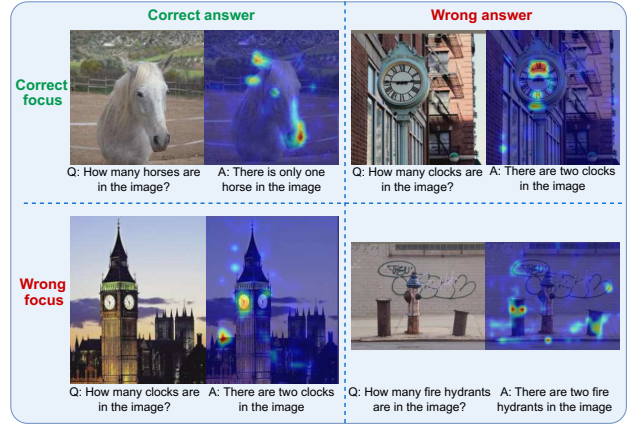 Correct answer
Wrong answer
Correct
focus
Q: How many horses are
in the image?
A: There is only one
horse in the image
Q: How many clocks are
in the image?
A: There are two clocks
in the image
Wrong
focus
Q: How many clocks are
in the image?
A: There are two clocks
in the image
Q: How many fire hydrants
are in the image?
A: There are two fire
hydrants in the image